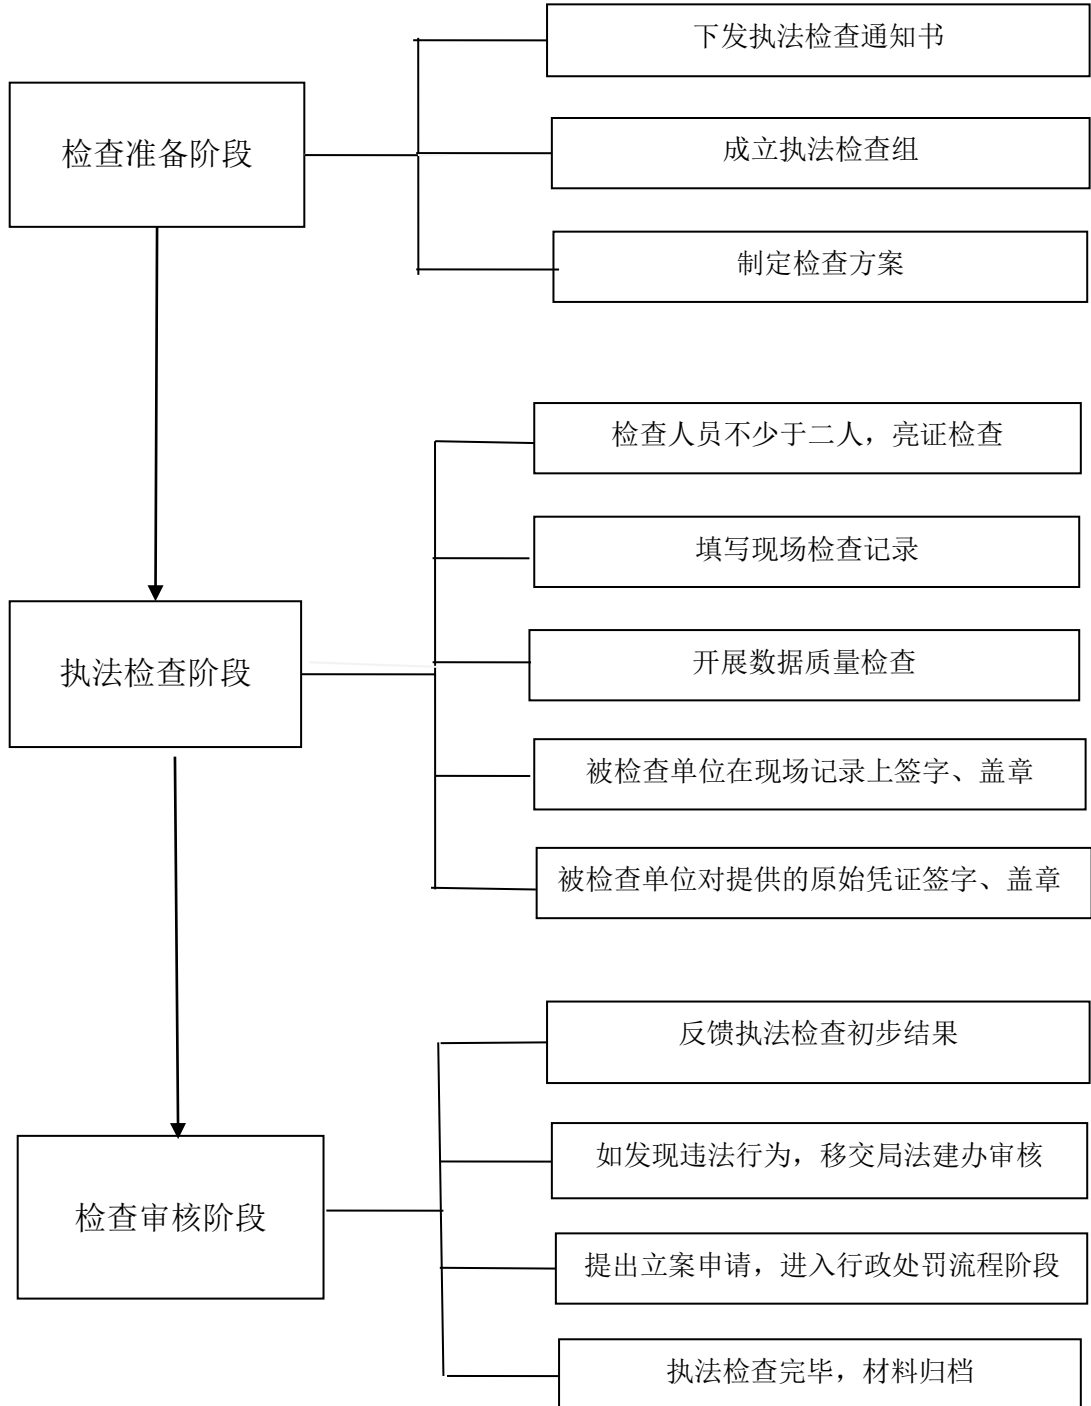 检查准备阶段
下发执法检查通知书
成立执法检查组
制定检查方案
执法检查阶段
检查人员不少于二人，亮证检查
填写现场检查记录
开展数据质量检查
被检查单位在现场记录上签字、盖章
被检查单位对提供的原始凭证签字、盖章
检查审核阶段
反馈执法检查初步结果
如发现违法行为，移交局法建办审核
提出立案申请，进入行政处罚流程阶段
执法检查完毕，材料归档